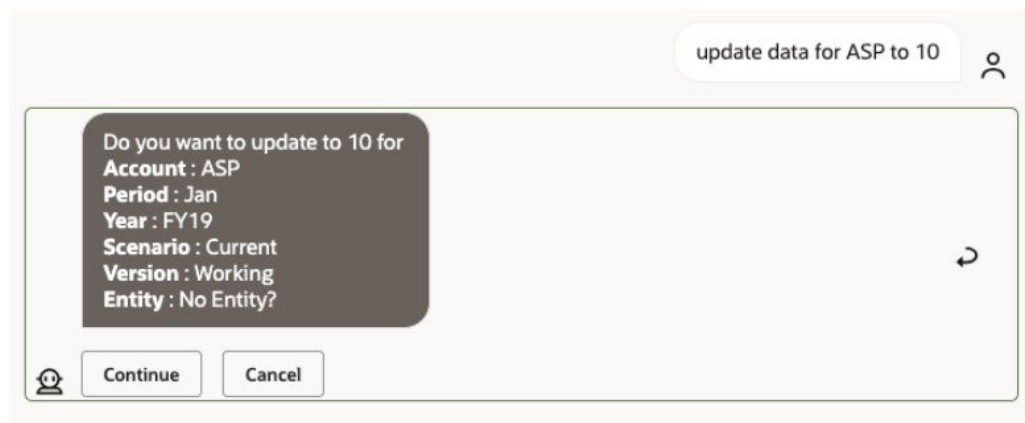 update data for ASP to 10
Do you want to update to 10 for
Account : ASP
Period : Jan
Year : FY19
Scenario : Current
Version : Working
Entity : No Entity?
Continue
Cancel